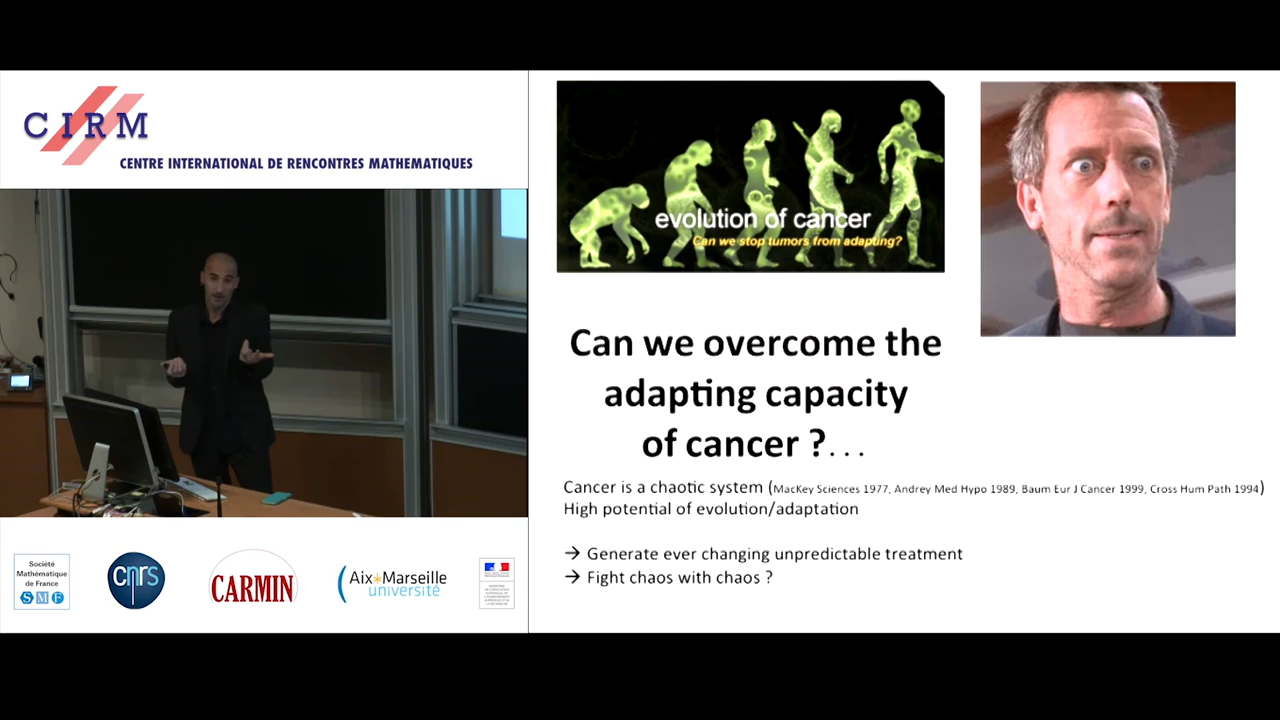 CIRM
CENTRE INTERNATIONAL DE RENCONTRES MATHEMATIQUES
evolution of cancer
Can we stop tumors from adapting?
Can we overcome the
adapting capacity
of cancer ?...
Cancer is a chaotic system (MacKey Sciences 1977, Andrey Med Hypo 1989, Baum Eur J Cancer 1999, Cross Hum Path 1994)
High potential of evolution/adaptation
→ Generate ever changing unpredictable treatment
→ Fight chaos with chaos ?
Société
Mathématique
de France
SMF
cnrs
CARMIN
Aix*Marseille
université